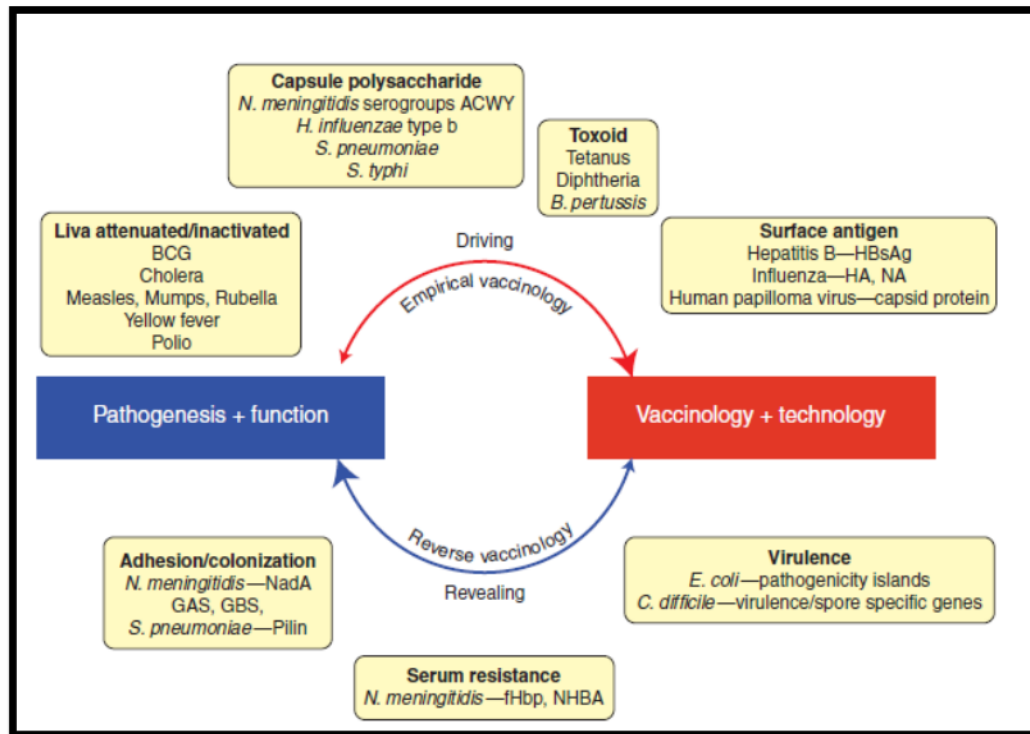 Capsule polysaccharide
N. meningitidis serogroups ACWY
H. influenzae type b
S. pneumoniae
S. typhi
Toxoid
Tetanus
Diphtheria
B. pertussis
Liva attenuated/inactivated
BCG
Cholera
Measles, Mumps, Rubella
Yellow fever
Polio
Surface antigen
Hepatitis B—HBsAg
Influenza—HA, NA
Human papilloma virus—capsid protein
Driving
Empirical vaccinology
Pathogenesis + function
Vaccinology + technology
Reverse vaccinology
Revealing
Adhesion/colonization
N. meningitidis—NadA
GAS, GBS,
S. pneumoniae—Pilin
Virulence
E. coli—pathogenicity islands
C. difficile—virulence/spore specific genes
Serum resistance
N. meningitidis—fHbp, NHBA